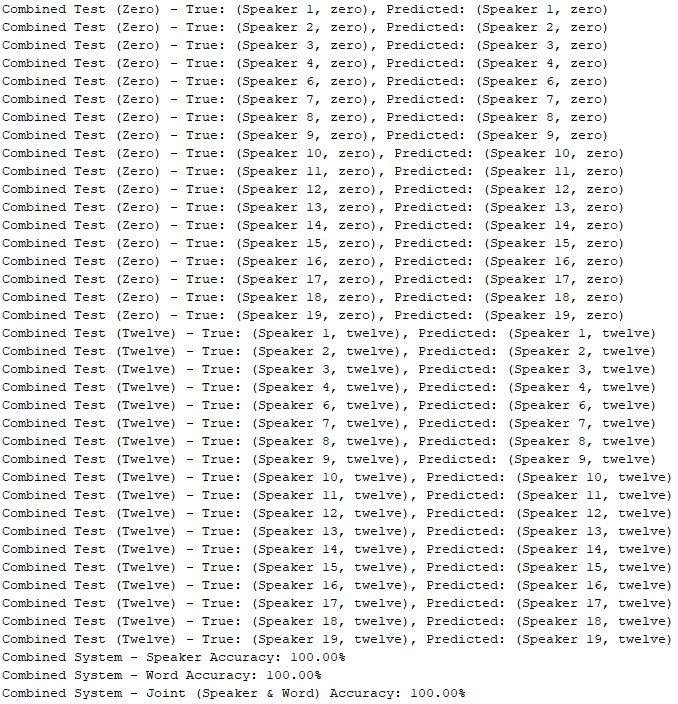 Combined Test (Zero) - True: (Speaker 1, zero), Predicted: (Speaker 1, zero)
Combined Test (Zero) - True: (Speaker 2, zero), Predicted: (Speaker 2, zero)
Combined Test (Zero) - True: (Speaker 3, zero), Predicted: (Speaker 3, zero)
Combined Test (Zero) - True: (Speaker 4, zero), Predicted: (Speaker 4, zero)
Combined Test (Zero) - True: (Speaker 6, zero), Predicted: (Speaker 6, zero)
Combined Test (Zero) - True: (Speaker 7, zero), Predicted: (Speaker 7, zero)
Combined Test (Zero) - True: (Speaker 8, zero), Predicted: (Speaker 8, zero)
Combined Test (Zero) - True: (Speaker 9, zero), Predicted: (Speaker 9, zero)
Combined Test (Zero) - True: (Speaker 10, zero), Predicted: (Speaker 10, zero)
Combined Test (Zero) - True: (Speaker 11, zero), Predicted: (Speaker 11, zero)
Combined Test (Zero) - True: (Speaker 12, zero), Predicted: (Speaker 12, zero)
Combined Test (Zero) - True: (Speaker 13, zero), Predicted: (Speaker 13, zero)
Combined Test (Zero) - True: (Speaker 14, zero), Predicted: (Speaker 14, zero)
Combined Test (Zero) - True: (Speaker 15, zero), Predicted: (Speaker 15, zero)
Combined Test (Zero) - True: (Speaker 16, zero), Predicted: (Speaker 16, zero)
Combined Test (Zero) - True: (Speaker 17, zero), Predicted: (Speaker 17, zero)
Combined Test (Zero) - True: (Speaker 18, zero), Predicted: (Speaker 18, zero)
Combined Test (Zero) - True: (Speaker 19, zero), Predicted: (Speaker 19, zero)
Combined Test (Twelve) - True: (Speaker 1, twelve), Predicted: (Speaker 1, twelve)
Combined Test (Twelve) - True: (Speaker 2, twelve), Predicted: (Speaker 2, twelve)
Combined Test (Twelve) - True: (Speaker 3, twelve), Predicted: (Speaker 3, twelve)
Combined Test (Twelve) - True: (Speaker 4, twelve), Predicted: (Speaker 4, twelve)
Combined Test (Twelve) - True: (Speaker 6, twelve), Predicted: (Speaker 6, twelve)
Combined Test (Twelve) - True: (Speaker 7, twelve), Predicted: (Speaker 7, twelve)
Combined Test (Twelve) - True: (Speaker 8, twelve), Predicted: (Speaker 8, twelve)
Combined Test (Twelve) - True: (Speaker 9, twelve), Predicted: (Speaker 9, twelve)
Combined Test (Twelve) - True: (Speaker 10, twelve), Predicted: (Speaker 10, twelve)
Combined Test (Twelve) - True: (Speaker 11, twelve), Predicted: (Speaker 11, twelve)
Combined Test (Twelve) - True: (Speaker 12, twelve), Predicted: (Speaker 12, twelve)
Combined Test (Twelve) - True: (Speaker 13, twelve), Predicted: (Speaker 13, twelve)
Combined Test (Twelve) - True: (Speaker 14, twelve), Predicted: (Speaker 14, twelve)
Combined Test (Twelve) - True: (Speaker 15, twelve), Predicted: (Speaker 15, twelve)
Combined Test (Twelve) - True: (Speaker 16, twelve), Predicted: (Speaker 16, twelve)
Combined Test (Twelve) - True: (Speaker 17, twelve), Predicted: (Speaker 17, twelve)
Combined Test (Twelve) - True: (Speaker 18, twelve), Predicted: (Speaker 18, twelve)
Combined Test (Twelve) - True: (Speaker 19, twelve), Predicted: (Speaker 19, twelve)
Combined System - Speaker Accuracy: 100.00%
Combined System - Word Accuracy: 100.00%
Combined System - Joint (Speaker & Word) Accuracy: 100.00%